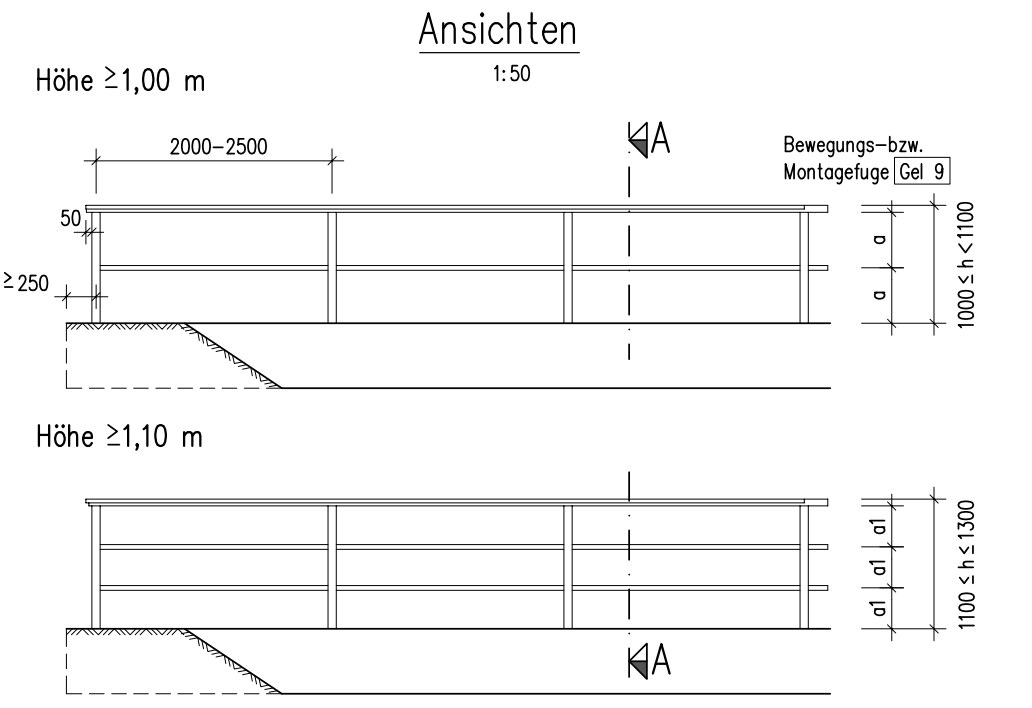 Ansichten
1:50
Höhe ≥1,00 m
2000-2500
A
Bewegungs-bzw.
Montagefuge Gel 9
50
≥250
a
a
1000≤h<1100
Höhe ≥1,10 m
a1
a1
a1
1100≤h≤1300
A